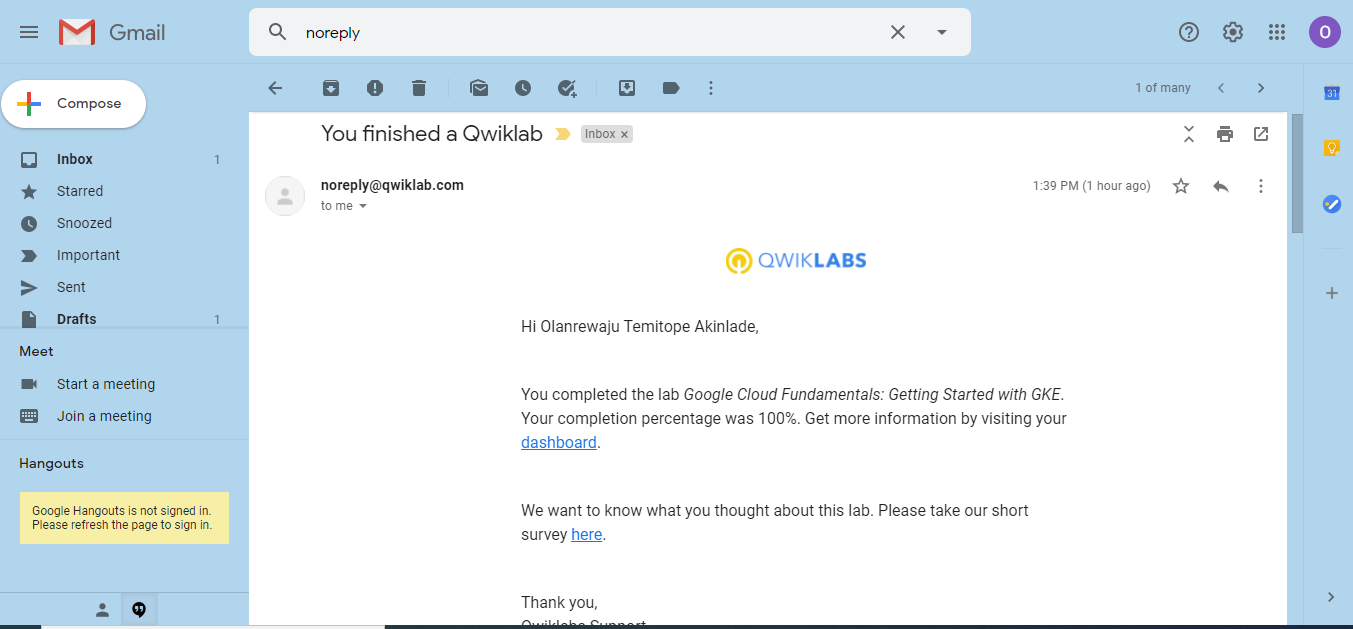 Gmail
noreply
O
Compose
1 of many
31
You finished a Qwiklab
Inbox x
Inbox 1
Starred
Snoozed
Important
Sent
Drafts 1
noreply@qwiklab.com
1:39 PM (1 hour ago)
to me
QWIKLABS
Hi Olanrewaju Temitope Akinlade,
You completed the lab Google Cloud Fundamentals: Getting Started with GKE.
Your completion percentage was 100%. Get more information by visiting your
dashboard.
We want to know what you thought about this lab. Please take our short
survey here.
Thank you,
Qwiklabs Support
Meet
Start a meeting
Join a meeting
Hangouts
Google Hangouts is not signed in.
Please refresh the page to sign in.